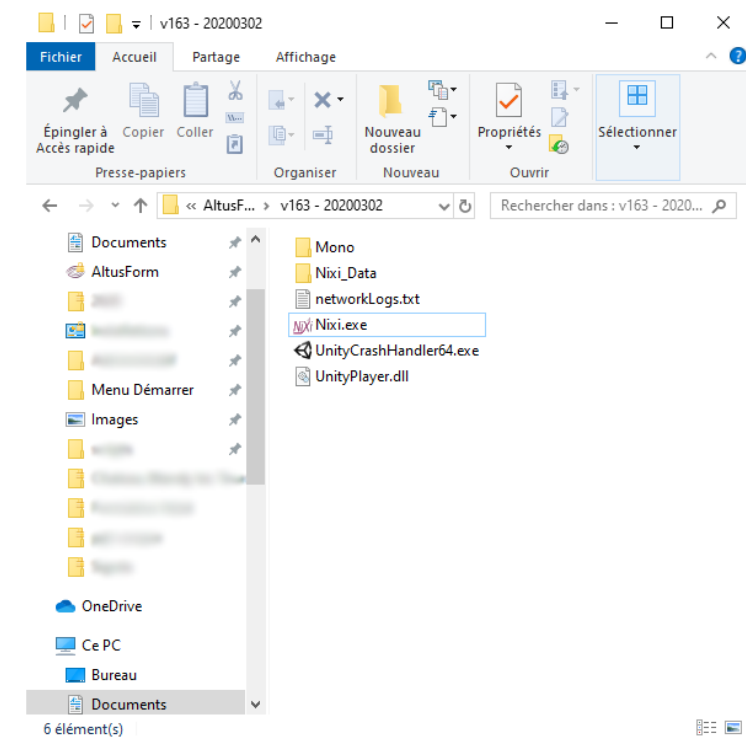 v163 - 20200302
Fichier Accueil Partage Affichage
Épingler à Accès rapide
Copier
Coller
Nouveau dossier
Propriétés
Sélectionner
Presse-papiers Organiser Nouveau Ouvrir
« AltusF... › v163 - 20200302
Rechercher dans : v163 - 2020...
Documents
AltusForm
Menu Démarrer
Images
OneDrive
Ce PC
Bureau
Documents
Mono
Nixi_Data
networkLogs.txt
Nixi Nixi.exe
UnityCrashHandler64.exe
UnityPlayer.dll
6 élément(s)